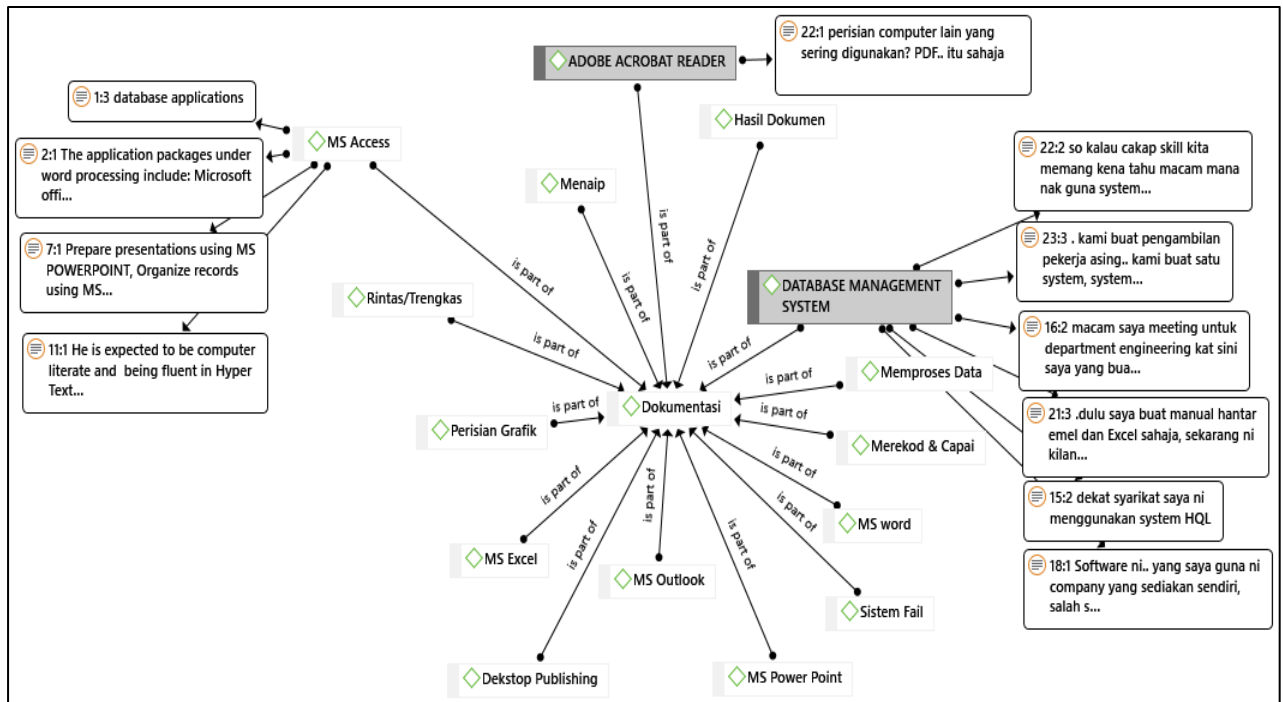 22:1 perisian computer lain yang
sering digunakan? PDF.. itu sahaja
ADOBE ACROBAT READER
1:3 database applications
Hasil Dokumen
MS Access
2:1 The application packages under
word processing include: Microsoft
offi...
22:2 so kalau cakap skill kita
memang kena tahu macam mana
nak guna system...
Menaip
7:1 Prepare presentations using MS
POWERPOINT, Organize records
using MS...
23:3 . kami buat pengambilan
pekerja asing.. kami buat satu
system, system...
is part of
is part of
is part of
is part of
DATABASE MANAGEMENT
SYSTEM
Rintas/Trengkas
11:1 He is expected to be computer
literate and being fluent in Hyper
Text...
16:2 macam saya meeting untuk
department engineering kat sini
saya yang bua...
is part of
is part of
is part of
Memproses Data
is part of
Dokumentasi
21:3 .dulu saya buat manual hantar
emel dan Excel sahaja, sekarang ni
kilan...
Perisian Grafik
is part of
Merekod & Capai
is part of
is part of
is part of
is part of
15:2 dekat syarikat saya ni
menggunakan system HQL
MS word
is part of
is part of
is part of
MS Excel
MS Outlook
18:1 Software ni.. yang saya guna ni
company yang sediakan sendiri,
salah s...
Sistem Fail
Dekstop Publishing
MS Power Point